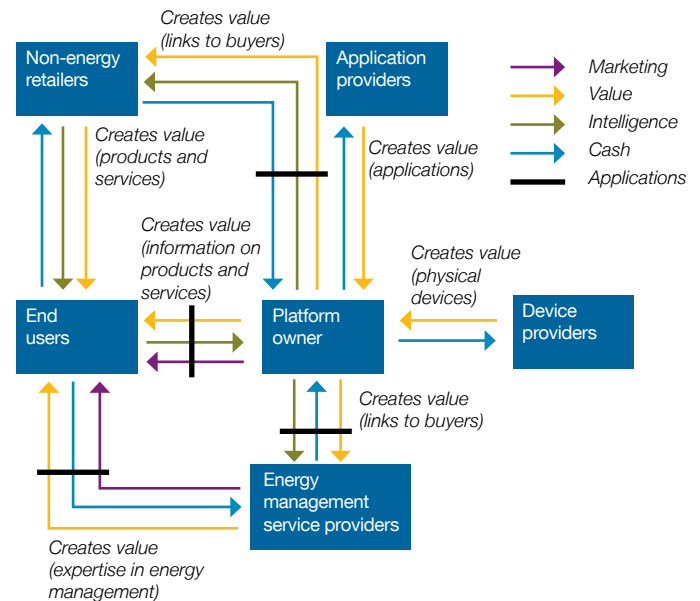 Creates value
(links to buyers)
Non-energy
retailers
Application
providers
Marketing
Value
Intelligence
Cash
Applications
Creates value
(products and
services)
Creates value
(applications)
Creates value
(information on
products and
services)
Creates value
(physical
devices)
End
users
Platform
owner
Device
providers
Creates value
(links to buyers)
Energy
management
service providers
Creates value
(expertise in energy
management)